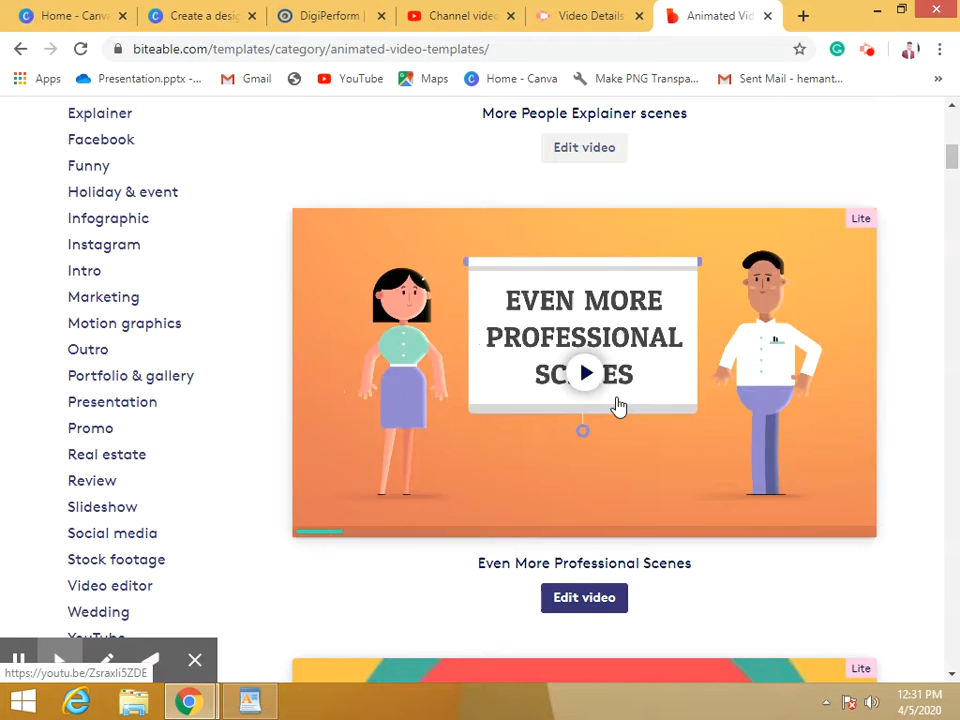 Home - Canv
Create a desi
DigiPerform
Channel video
Video Details
Animated Vid
biteable.com/templates/category/animated-video-templates/
Apps
Presentation.pptx -...
Gmail
YouTube
Maps
Home - Canva
Make PNG Transpa...
Sent Mail - hemant...
»
Explainer
Facebook
Funny
Holiday & event
Infographic
Instagram
Intro
Marketing
Motion graphics
Outro
Portfolio & gallery
Presentation
Promo
Real estate
Review
Slideshow
Social media
Stock footage
Video editor
Wedding
YouTube
More People Explainer scenes
Edit video
Lite
EVEN MORE
PROFESSIONAL
Even More Professional Scenes
Edit video
Lite
https://youtu.be/Zsraxli5ZDE
12:31 PM
4/5/2020